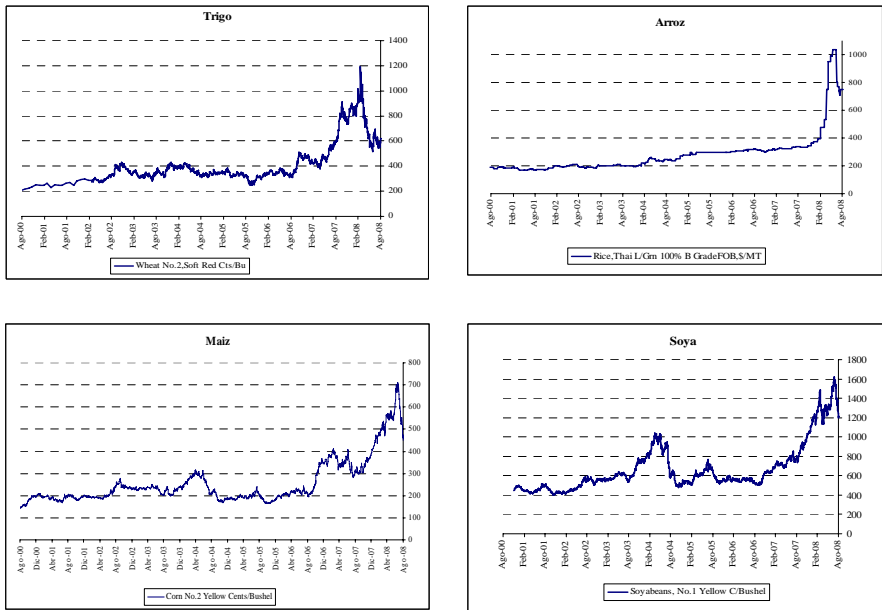 Trigo
1400
1200
1000
800
600
400
200
0
Ago-00
Feb-01
Ago-01
Feb-02
Ago-02
Feb-03
Ago-03
Feb-04
Ago-04
Feb-05
Ago-05
Feb-06
Ago-06
Feb-07
Ago-07
Feb-08
Ago-08
Wheat No.2,Soft Red Cts/Bu
Arroz
1000
800
600
400
200
0
Ago-00
Feb-01
Ago-01
Feb-02
Ago-02
Feb-03
Ago-03
Feb-04
Ago-04
Feb-05
Ago-05
Feb-06
Ago-06
Feb-07
Ago-07
Feb-08
Ago-08
Rice,Thai L/Grn 100% B GradeFOB,$/MT
Maiz
800
700
600
500
400
300
200
100
0
Ago-00
Dic-00
Abr-01
Ago-01
Dic-01
Abr-02
Ago-02
Dic-02
Abr-03
Ago-03
Dic-03
Abr-04
Ago-04
Dic-04
Abr-05
Ago-05
Dic-05
Abr-06
Ago-06
Dic-06
Abr-07
Ago-07
Dic-07
Abr-08
Ago-08
Corn No.2 Yellow Cents/Bushel
Soya
1800
1600
1400
1200
1000
800
600
400
200
0
Ago-00
Feb-01
Ago-01
Feb-02
Ago-02
Feb-03
Ago-03
Feb-04
Ago-04
Feb-05
Ago-05
Feb-06
Ago-06
Feb-07
Ago-07
Feb-08
Ago-08
Soyabeans, No.1 Yellow C/Bushel